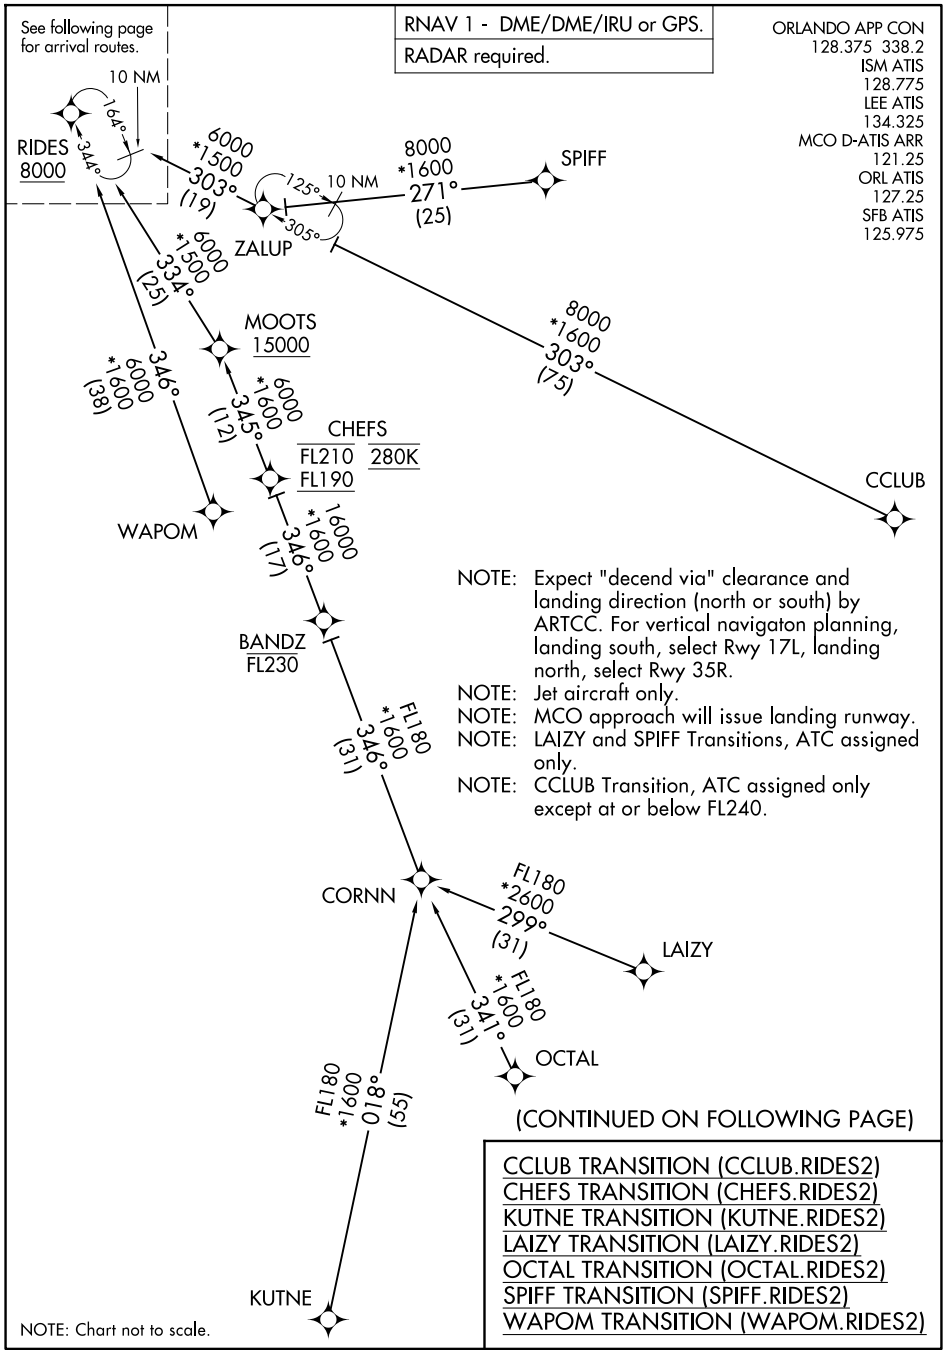 See following page
for arrival routes.
RNAV 1 - DME/DME/IRU or GPS.
RADAR required.
ORLANDO APP CON
128.375 338.2
ISM ATIS
128.775
LEE ATIS
134.325
MCO D-ATIS ARR
121.25
ORL ATIS
127.25
SFB ATIS
125.975
10 NM
164°
344°
RIDES
8000
6000
*1500
303°
(19)
125°
305°
10 NM
ZALUP
8000
*1600
271°
(25)
SPIFF
6000
*1500
334°
(25)
MOOTS
15000
8000
*1600
303°
(75)
CCLUB
346°
6000
*1600
(38)
WAPOM
6000
*1600
345°
(12)
CHEFS
FL210 280K
FL190
16000
*1600
346°
(17)
BANDZ
FL230
NOTE: Expect "decend via" clearance and
landing direction (north or south) by
ARTCC. For vertical navigaton planning,
landing south, select Rwy 17L, landing
north, select Rwy 35R.
NOTE: Jet aircraft only.
NOTE: MCO approach will issue landing runway.
NOTE: LAIZY and SPIFF Transitions, ATC assigned
only.
NOTE: CCLUB Transition, ATC assigned only
except at or below FL240.
FL180
*1600
346°
(31)
CORNN
FL180
*2600
299°
(31)
LAIZY
FL180
*1600
341°
(31)
OCTAL
FL180
*1600
018°
(55)
KUTNE
(CONTINUED ON FOLLOWING PAGE)
CCLUB TRANSITION (CCLUB.RIDES2)
CHEFS TRANSITION (CHEFS.RIDES2)
KUTNE TRANSITION (KUTNE.RIDES2)
LAIZY TRANSITION (LAIZY.RIDES2)
OCTAL TRANSITION (OCTAL.RIDES2)
SPIFF TRANSITION (SPIFF.RIDES2)
WAPOM TRANSITION (WAPOM.RIDES2)
NOTE: Chart not to scale.